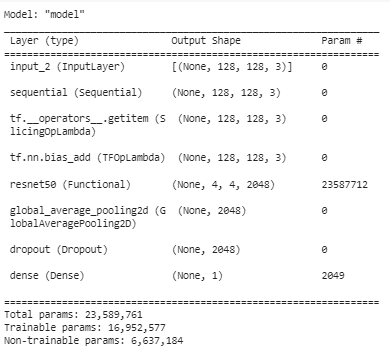 Model: "model"
Layer (type) Output Shape Param #
input_2 (InputLayer) [(None, 128, 128, 3)] 0
sequential (Sequential) (None, 128, 128, 3) 0
tf.__operators__.getitem (S (None, 128, 128, 3) 0
licingOpLambda)
tf.nn.bias_add (TFOpLambda) (None, 128, 128, 3) 0
resnet50 (Functional) (None, 4, 4, 2048) 23587712
global_average_pooling2d (G (None, 2048) 0
lobalAveragePooling2D)
dropout (Dropout) (None, 2048) 0
dense (Dense) (None, 1) 2049
Total params: 23,589,761
Trainable params: 16,952,577
Non-trainable params: 6,637,184